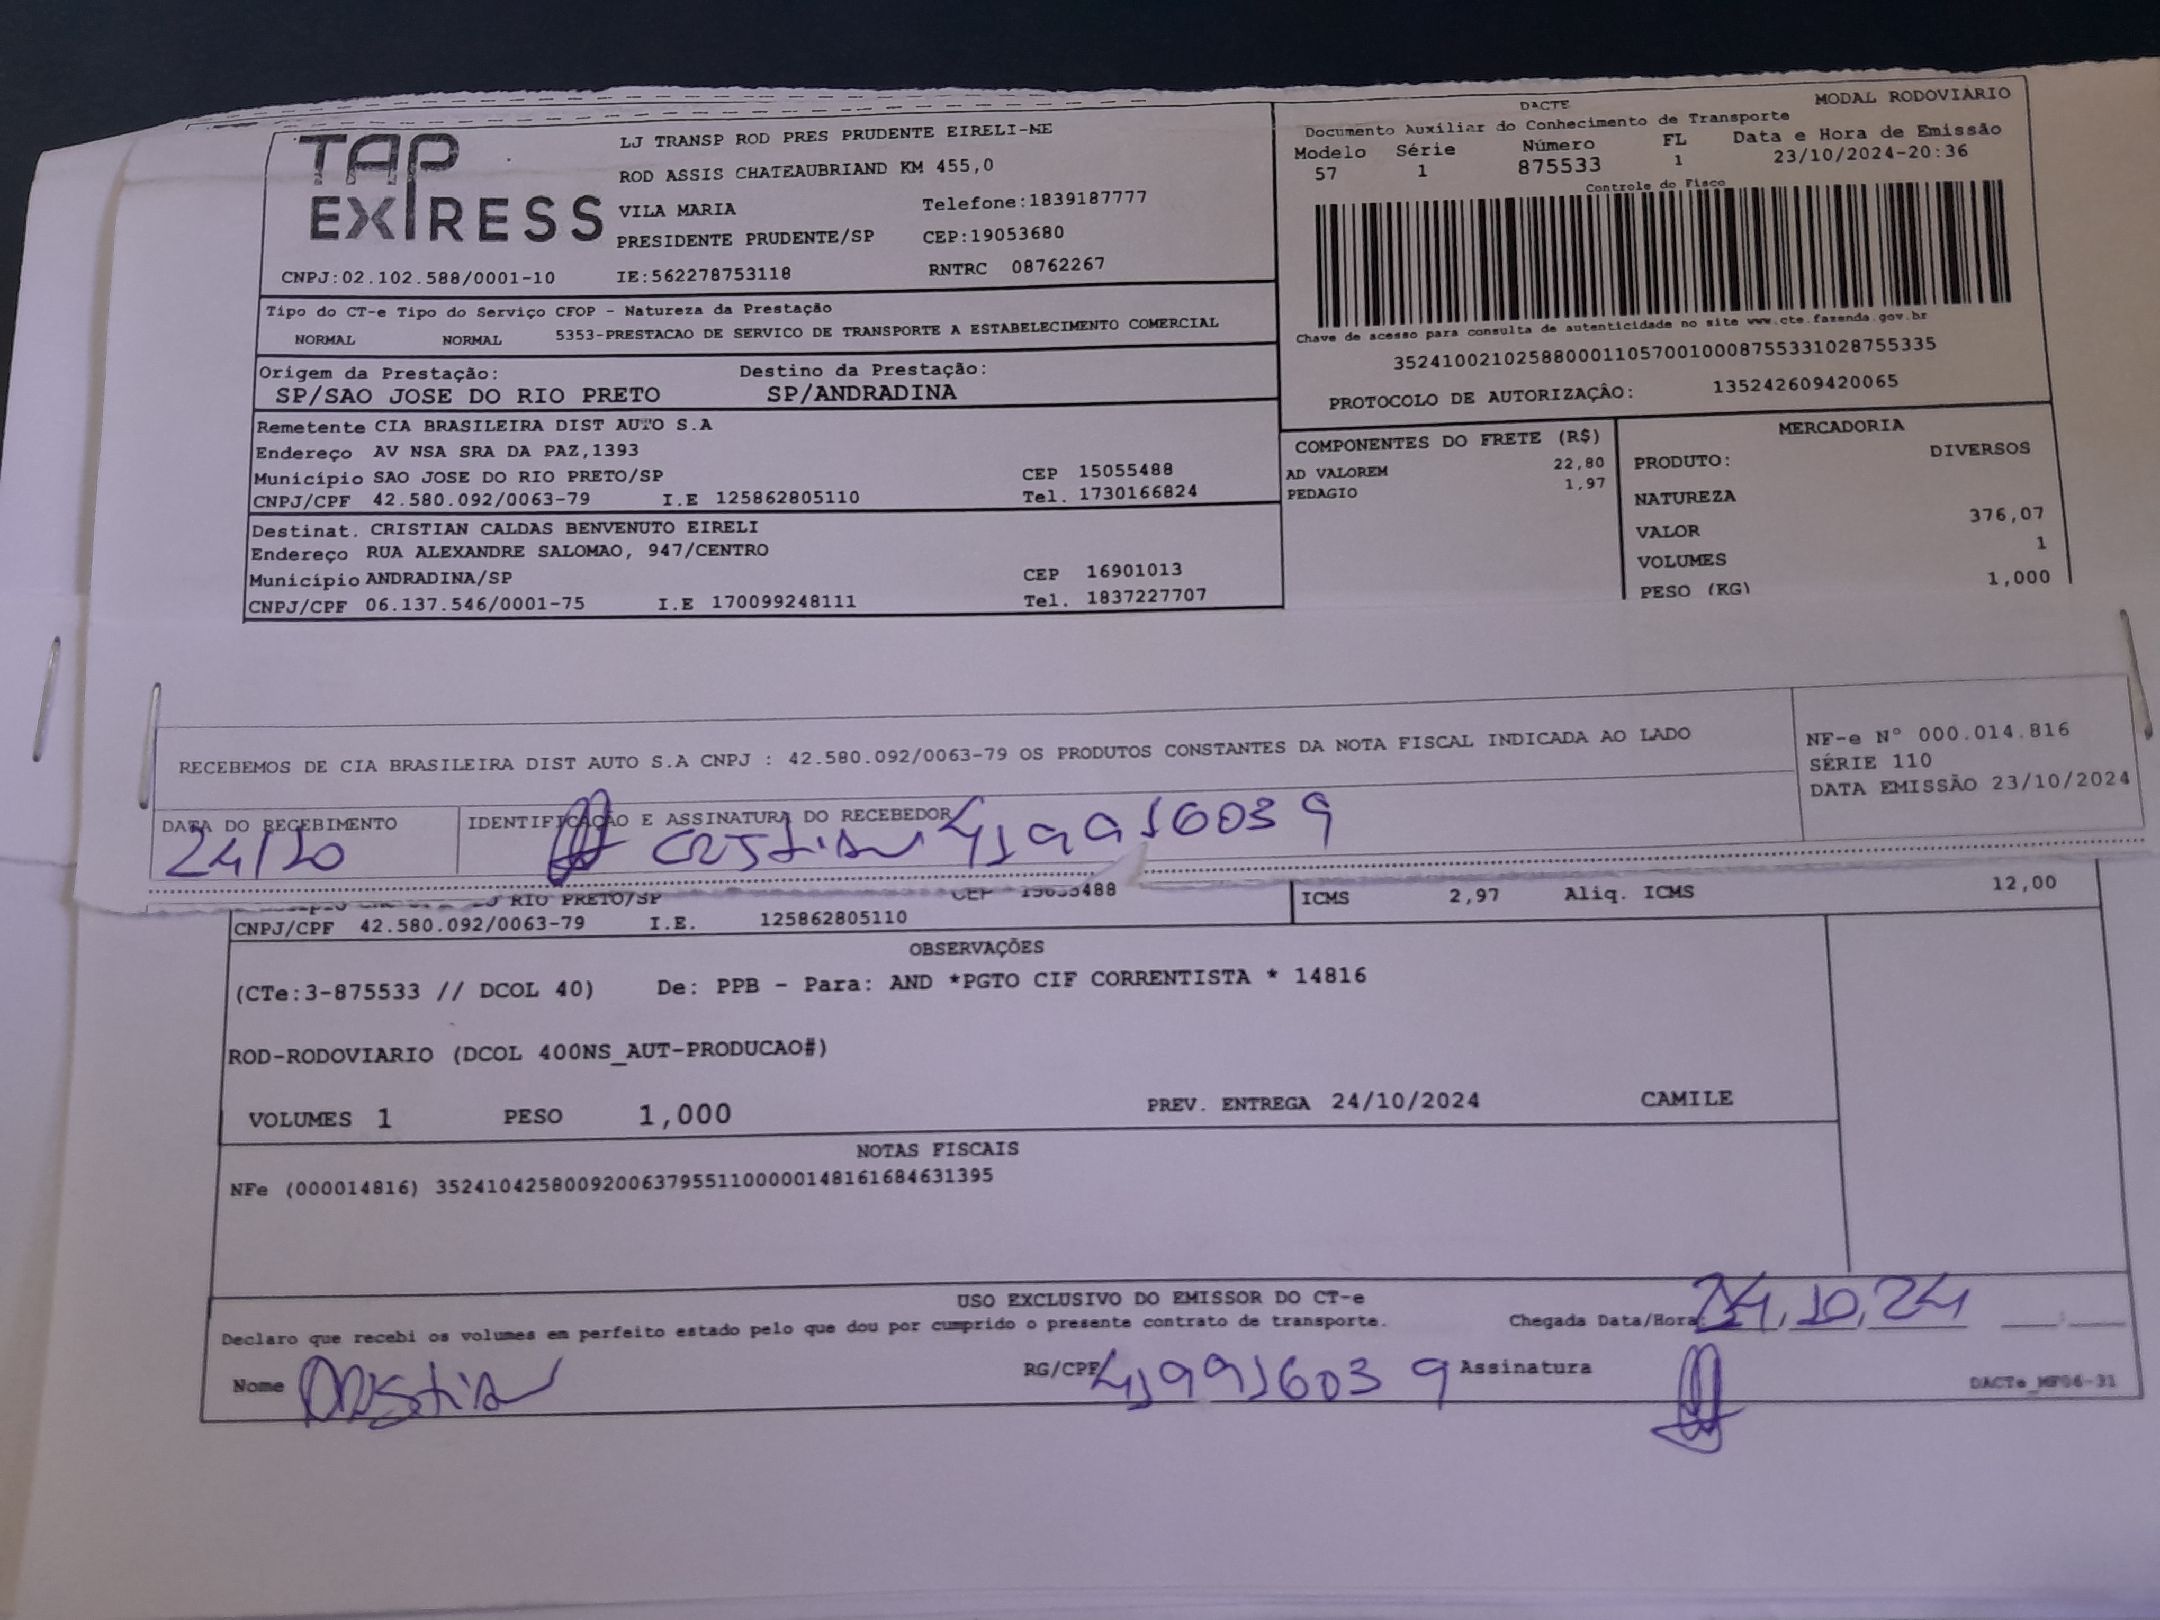 TAP
EXPRESS
CNPJ:02.102.588/0001-10
LJ TRANSP ROD PRES PRUDENTE EIRELI-ME
ROD ASSIS CHATEAUBRIAND KM 455,0
VILA MARIA Telefone:1839187777
PRESIDENTE PRUDENTE/SP CEP:19053680
IE:562278753118 RNTRC 08762267
DACTE MODAL RODOVIÁRIO
Documento Auxiliar do Conhecimento de Transporte
Modelo Série Número FL Data e Hora de Emissão
57 1 875533 1 23/10/2024-20:36
Controle do Fisco
Chave de acesso para consulta de autenticidade no site www.cte.fazenda.gov.br
35241002102588000110570010008755331028755335
PROTOCOLO DE AUTORIZAÇÂO: 135242609420065
Tipo do CT-e Tipo do Serviço CFOP - Natureza da Prestação
NORMAL NORMAL 5353-PRESTACAO DE SERVICO DE TRANSPORTE A ESTABELECIMENTO COMERCIAL
Origem da Prestação: Destino da Prestação:
SP/SAO JOSE DO RIO PRETO SP/ANDRADINA
Remetente CIA BRASILEIRA DIST AUTO S.A
Endereço AV NSA SRA DA PAZ,1393
Município SAO JOSE DO RIO PRETO/SP CEP 15055488
CNPJ/CPF 42.580.092/0063-79 I.E 125862805110 Tel. 1730166824
Destinat. CRISTIAN CALDAS BENVENUTO EIRELI
Endereço RUA ALEXANDRE SALOMAO, 947/CENTRO
Município ANDRADINA/SP CEP 16901013
CNPJ/CPF 06.137.546/0001-75 I.E 170099248111 Tel. 1837227707
COMPONENTES DO FRETE (R$)
AD VALOREM 22,80
PEDAGIO 1,97
MERCADORIA
PRODUTO: DIVERSOS
NATUREZA
VALOR 376,07
VOLUMES 1
PESO (KG) 1,000
RECEBEMOS DE CIA BRASILEIRA DIST AUTO S.A CNPJ : 42.580.092/0063-79 OS PRODUTOS CONSTANTES DA NOTA FISCAL INDICADA AO LADO
NF-e N° 000.014.816
SÉRIE 110
DATA EMISSÃO 23/10/2024
DATA DO RECEBIMENTO IDENTIFICAÇÃO E ASSINATURA DO RECEBEDOR
24/10 Cristian 419916039
RIO PRETO/SP CEP 15055488
ICMS 2,97 Aliq. ICMS 12,00
CNPJ/CPF 42.580.092/0063-79 I.E. 125862805110
OBSERVAÇÕES
(CTe:3-875533 // DCOL 40) De: PPB - Para: AND *PGTO CIF CORRENTISTA * 14816
ROD-RODOVIARIO (DCOL 400NS_AUT-PRODUCAO#)
VOLUMES 1 PESO 1,000 PREV. ENTREGA 24/10/2024 CAMILE
NOTAS FISCAIS
NFe (000014816) 35241042580092006379551100000148161684631395
USO EXCLUSIVO DO EMISSOR DO CT-e
Declaro que recebi os volumes em perfeito estado pelo que dou por cumprido o presente contrato de transporte.
Chegada Data/Hora: 24/10/24
Nome Cristian RG/CPF 419916039 Assinatura
DACTe_MF06-31